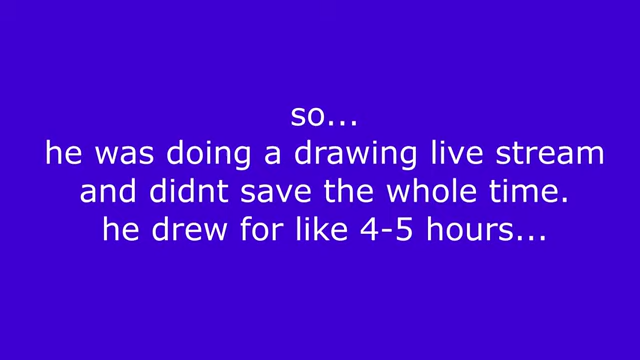 so...
he was doing a drawing live stream
and didnt save the whole time.
he drew for like 4-5 hours...